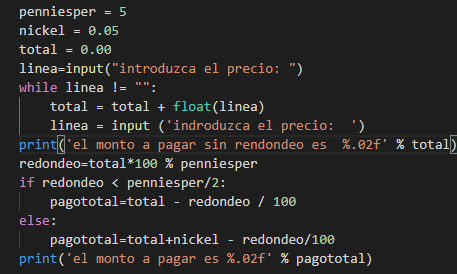 penniesper = 5
nickel = 0.05
total = 0.00
linea=input("introduzca el precio: ")
while linea != "":
    total = total + float(linea)
    linea = input ('indroduzca el precio:  ')
print('el monto a pagar sin rendondeo es  %.02f' % total)
redondeo=total*100 % penniesper
if redondeo < penniesper/2:
    pagototal=total - redondeo / 100
else:
    pagototal=total+nickel - redondeo/100
print('el monto a pagar es %.02f' % pagototal)